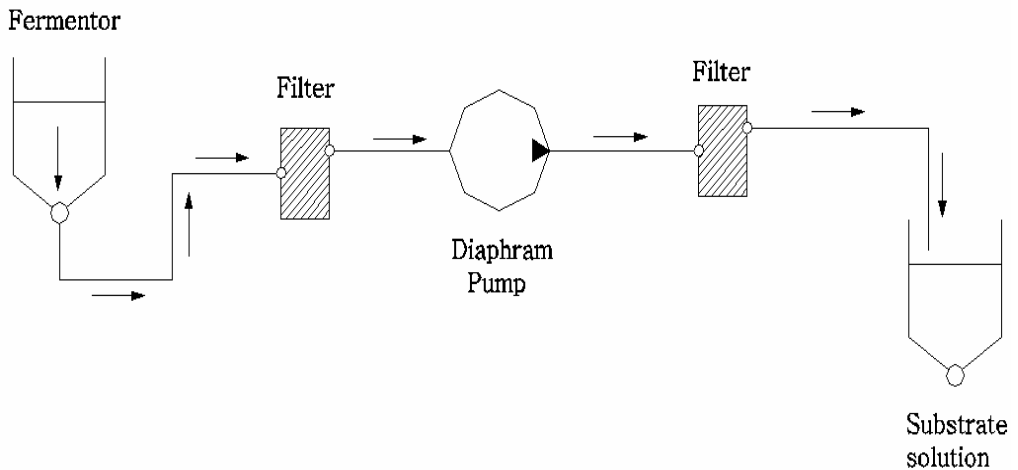 Fermentor
Filter
Filter
Diaphram
Pump
Substrate
solution